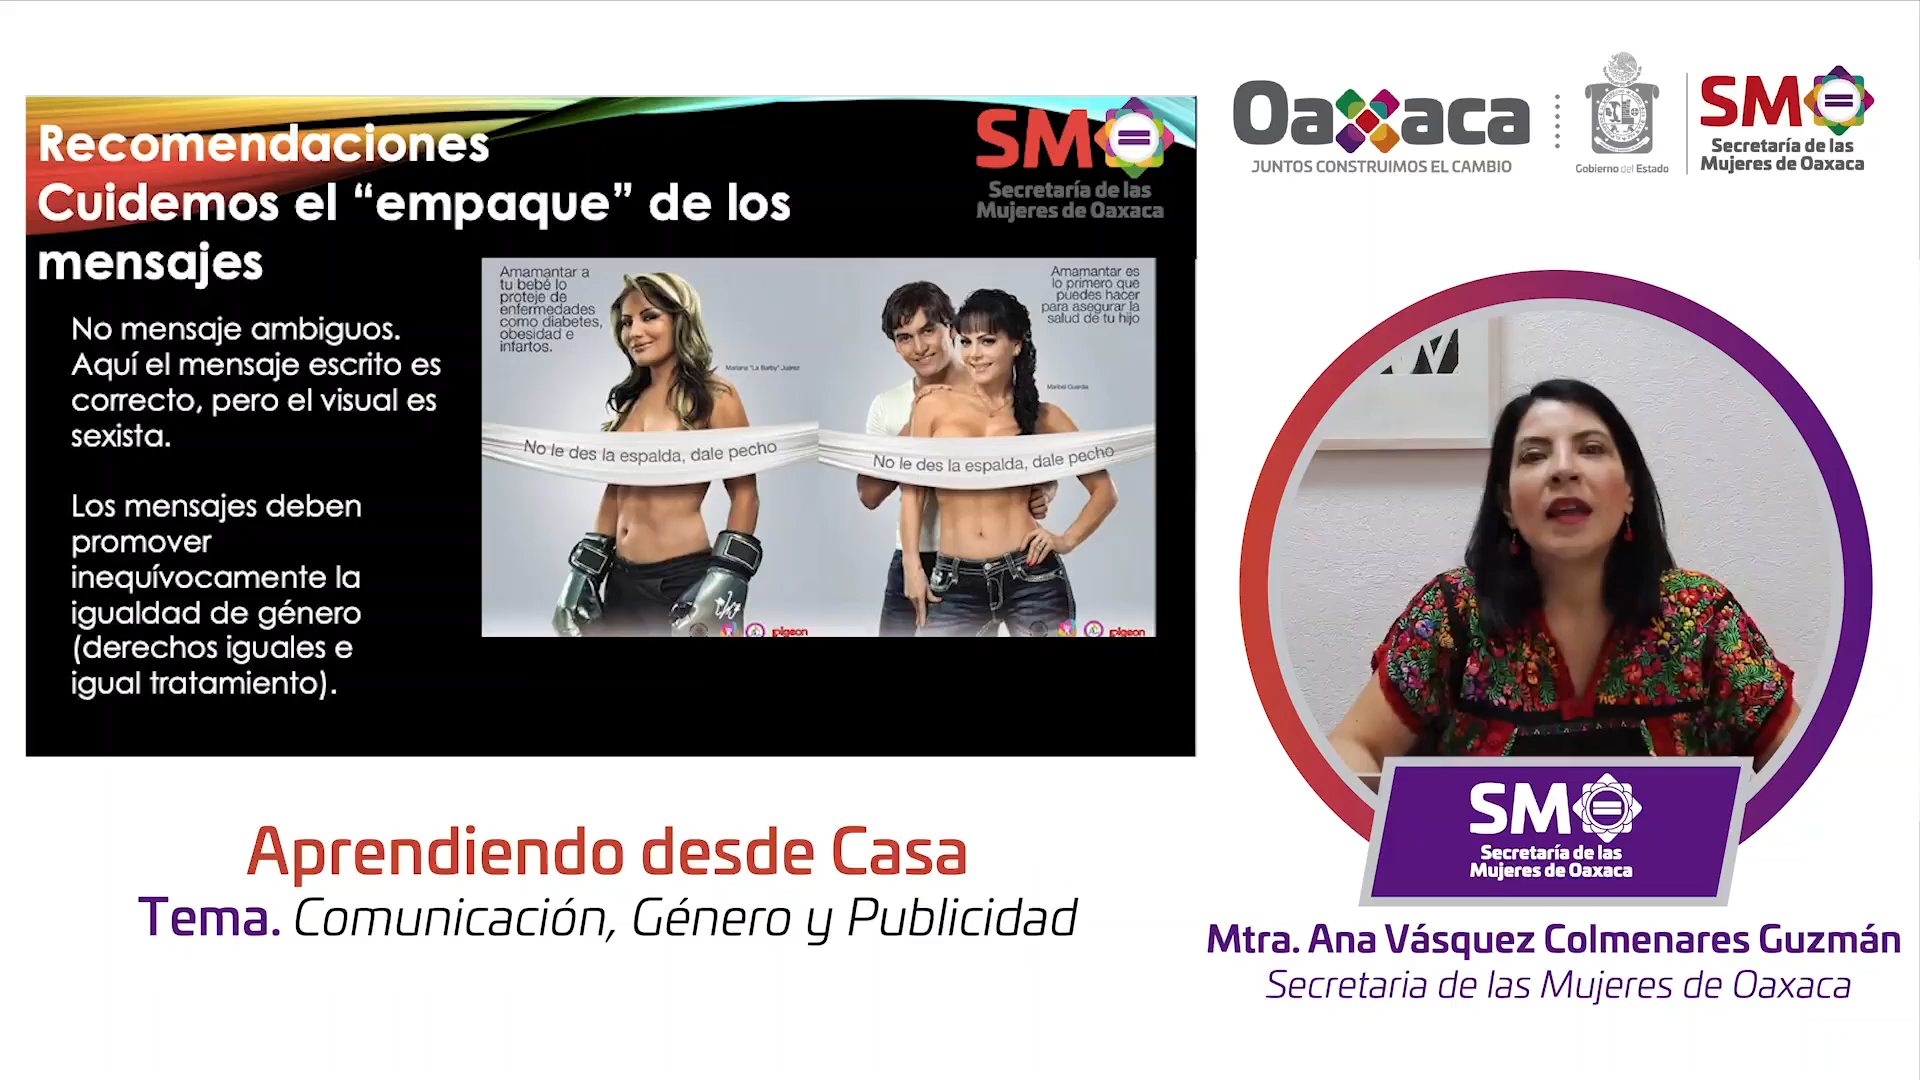 Recomendaciones
Cuidemos el “empaque” de los
mensajes
No mensaje ambiguos.
Aquí el mensaje escrito es
correcto, pero el visual es
sexista.
Los mensajes deben
promover
inequívocamente la
igualdad de género
(derechos iguales e
igual tratamiento).
SM
Secretaría de las
Mujeres de Oaxaca
Amamantar a
tu bebé lo
proteje de
enfermedades
como diabetes,
obesidad e
infartos.
Mariana "La Barby" Juárez
No le des la espalda, dale pecho
pigeon
Amamantar es
lo primero que
puedes hacer
para asegurar la
salud de tu hijo
Maribel Guardia
No le des la espalda, dale pecho
pigeon
Oaxaca
JUNTOS CONSTRUIMOS EL CAMBIO
Gobierno del Estado
SM
Secretaría de las
Mujeres de Oaxaca
SM
Secretaría de las
Mujeres de Oaxaca
Aprendiendo desde Casa
Tema. Comunicación, Género y Publicidad
Mtra. Ana Vásquez Colmenares Guzmán
Secretaria de las Mujeres de Oaxaca